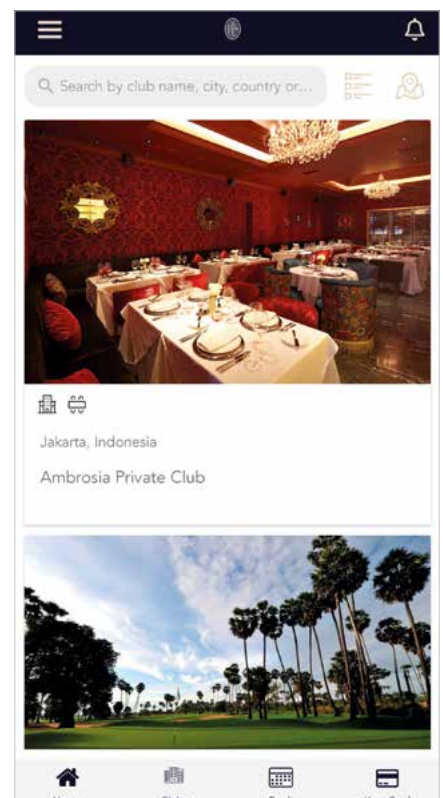 Search by club name, city, country or...
Jakarta, Indonesia
Ambrosia Private Club